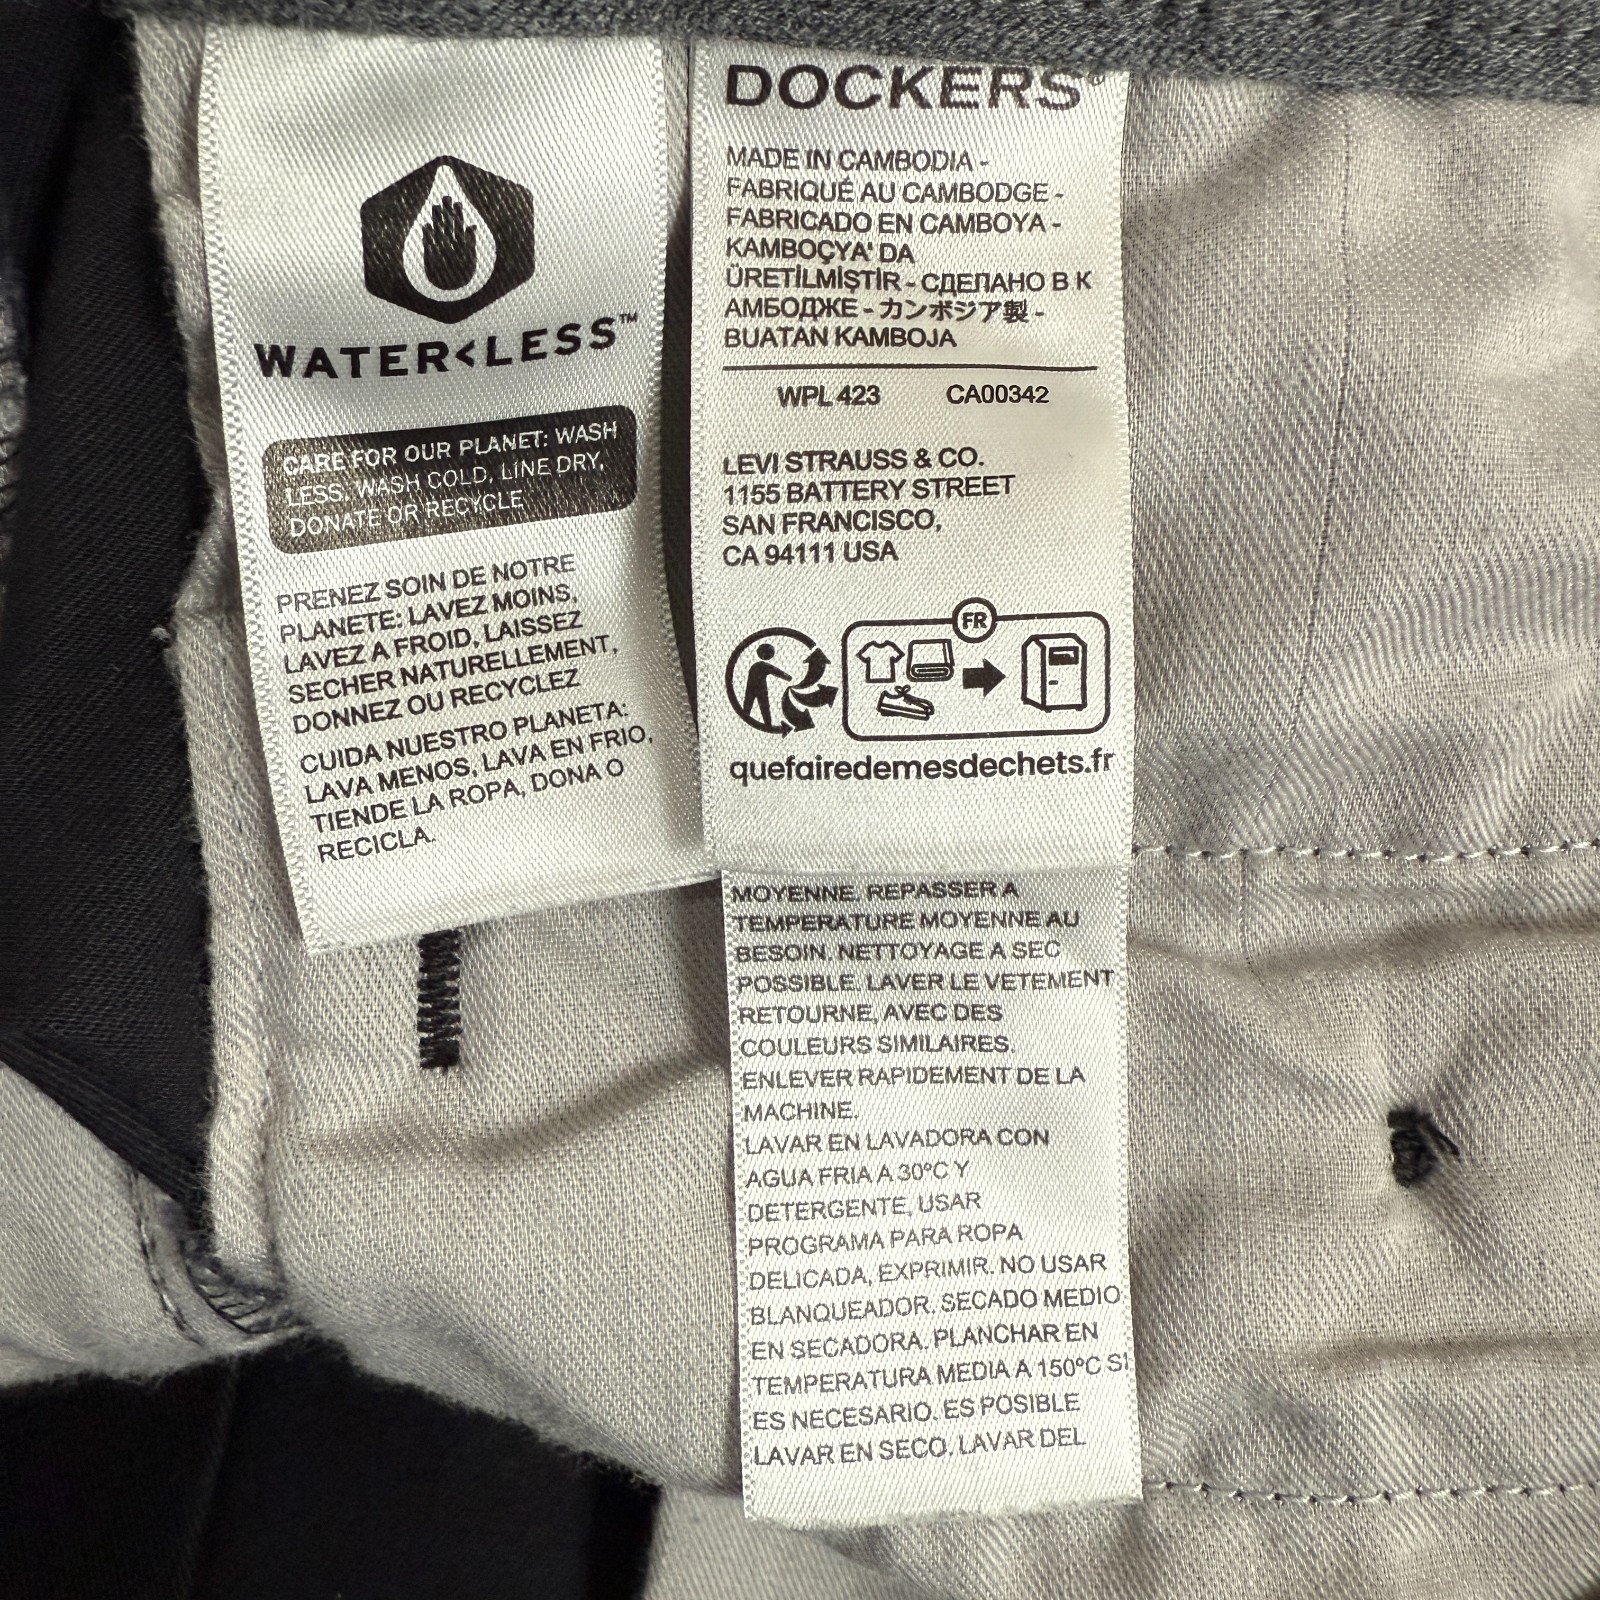 WATER<LESS™
CARE FOR OUR PLANET: WASH
LESS, WASH COLD, LINE DRY,
DONATE OR RECYCLE
PRENEZ SOIN DE NOTRE
PLANETE: LAVEZ MOINS,
LAVEZ A FROID, LAISSEZ
SECHER NATURELLEMENT,
DONNEZ OU RECYCLEZ
CUIDA NUESTRO PLANETA:
LAVA MENOS, LAVA EN FRIO,
TIENDE LA ROPA, DONA O
RECICLA.
DOCKERS®
MADE IN CAMBODIA -
FABRIQUÉ AU CAMBODGE -
FABRICADO EN CAMBOYA -
KAMBOÇYA' DA
ÜRETİLMİŞTİR - СДЕЛАНО В К
АМБОДЖЕ - カンボジア製 -
BUATAN KAMBOJA
WPL 423 CA00342
LEVI STRAUSS & CO.
1155 BATTERY STREET
SAN FRANCISCO,
CA 94111 USA
FR
quefairedemesdechets.fr
MOYENNE. REPASSER A
TEMPERATURE MOYENNE AU
BESOIN. NETTOYAGE A SEC
POSSIBLE. LAVER LE VETEMENT
RETOURNE, AVEC DES
COULEURS SIMILAIRES.
ENLEVER RAPIDEMENT DE LA
MACHINE.
LAVAR EN LAVADORA CON
AGUA FRIA A 30ºC Y
DETERGENTE, USAR
PROGRAMA PARA ROPA
DELICADA, EXPRIMIR. NO USAR
BLANQUEADOR. SECADO MEDIO
EN SECADORA. PLANCHAR EN
TEMPERATURA MEDIA A 150ºC SI
ES NECESARIO. ES POSIBLE
LAVAR EN SECO. LAVAR DEL